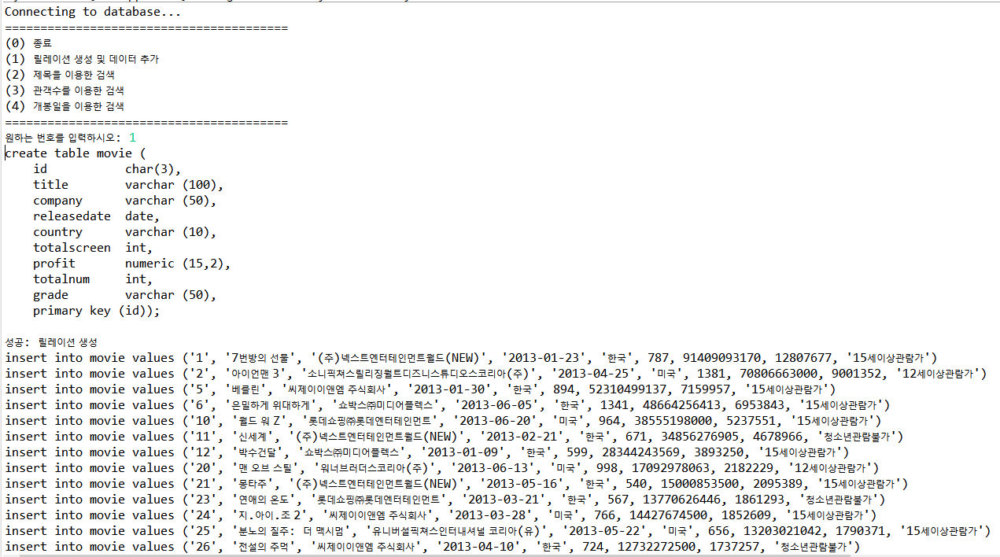 Connecting to database...
========================================
(0) 종료
(1) 릴레이션 생성 및 데이터 추가
(2) 제목을 이용한 검색
(3) 관객수를 이용한 검색
(4) 개봉일을 이용한 검색
========================================
원하는 번호를 입력하시오: 1
create table movie (
    id           char(3),
    title        varchar (100),
    company      varchar (50),
    releasedate  date,
    country      varchar (10),
    totalscreen  int,
    profit       numeric (15,2),
    totalnum     int,
    grade        varchar (50),
    primary key (id));
성공: 릴레이션 생성
insert into movie values ('1', '7번방의 선물', '(주)넥스트엔터테인먼트월드(NEW)', '2013-01-23', '한국', 787, 91409093170, 12807677, '15세이상관람가')
insert into movie values ('2', '아이언맨 3', '소니픽쳐스릴리징월트디즈니스튜디오스코리아(주)', '2013-04-25', '미국', 1381, 70806663000, 9001352, '12세이상관람가')
insert into movie values ('5', '베를린', '씨제이이앤엠 주식회사', '2013-01-30', '한국', 894, 52310499137, 7159957, '15세이상관람가')
insert into movie values ('6', '은밀하게 위대하게', '쇼박스㈜미디어플렉스', '2013-06-05', '한국', 1341, 48664256413, 6953843, '15세이상관람가')
insert into movie values ('10', '월드 워 Z', '롯데쇼핑㈜롯데엔터테인먼트', '2013-06-20', '미국', 964, 38555198000, 5237551, '15세이상관람가')
insert into movie values ('11', '신세계', '(주)넥스트엔터테인먼트월드(NEW)', '2013-02-21', '한국', 671, 34856276905, 4678966, '청소년관람불가')
insert into movie values ('12', '박수건달', '쇼박스㈜미디어플렉스', '2013-01-09', '한국', 599, 28344243569, 3893250, '15세이상관람가')
insert into movie values ('20', '맨 오브 스틸', '워너브러더스코리아(주)', '2013-06-13', '미국', 998, 17092978063, 2182229, '12세이상관람가')
insert into movie values ('21', '몽타주', '(주)넥스트엔터테인먼트월드(NEW)', '2013-05-16', '한국', 540, 15000853500, 2095389, '15세이상관람가')
insert into movie values ('23', '연애의 온도', '롯데쇼핑㈜롯데엔터테인먼트', '2013-03-21', '한국', 567, 13770626446, 1861293, '청소년관람불가')
insert into movie values ('24', '지.아이.조 2', '씨제이이앤엠 주식회사', '2013-03-28', '미국', 766, 14427674500, 1852609, '15세이상관람가')
insert into movie values ('25', '분노의 질주: 더 맥시멈', '유니버설픽쳐스인터내셔널 코리아(유)', '2013-05-22', '미국', 656, 13203021042, 1790371, '15세이상관람가')
insert into movie values ('26', '전설의 주먹', '씨제이이앤엠 주식회사', '2013-04-10', '한국', 724, 12732272500, 1737257, '청소년관람불가')